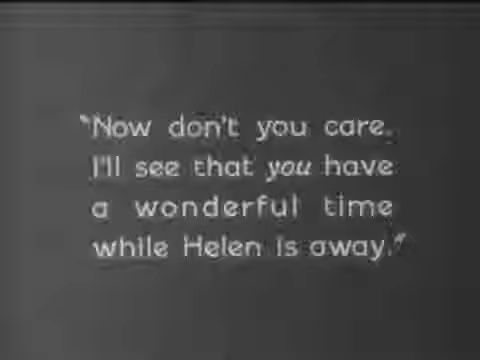 "Now don't you care.
I'll see that you have
a wonderful time
while Helen is away."